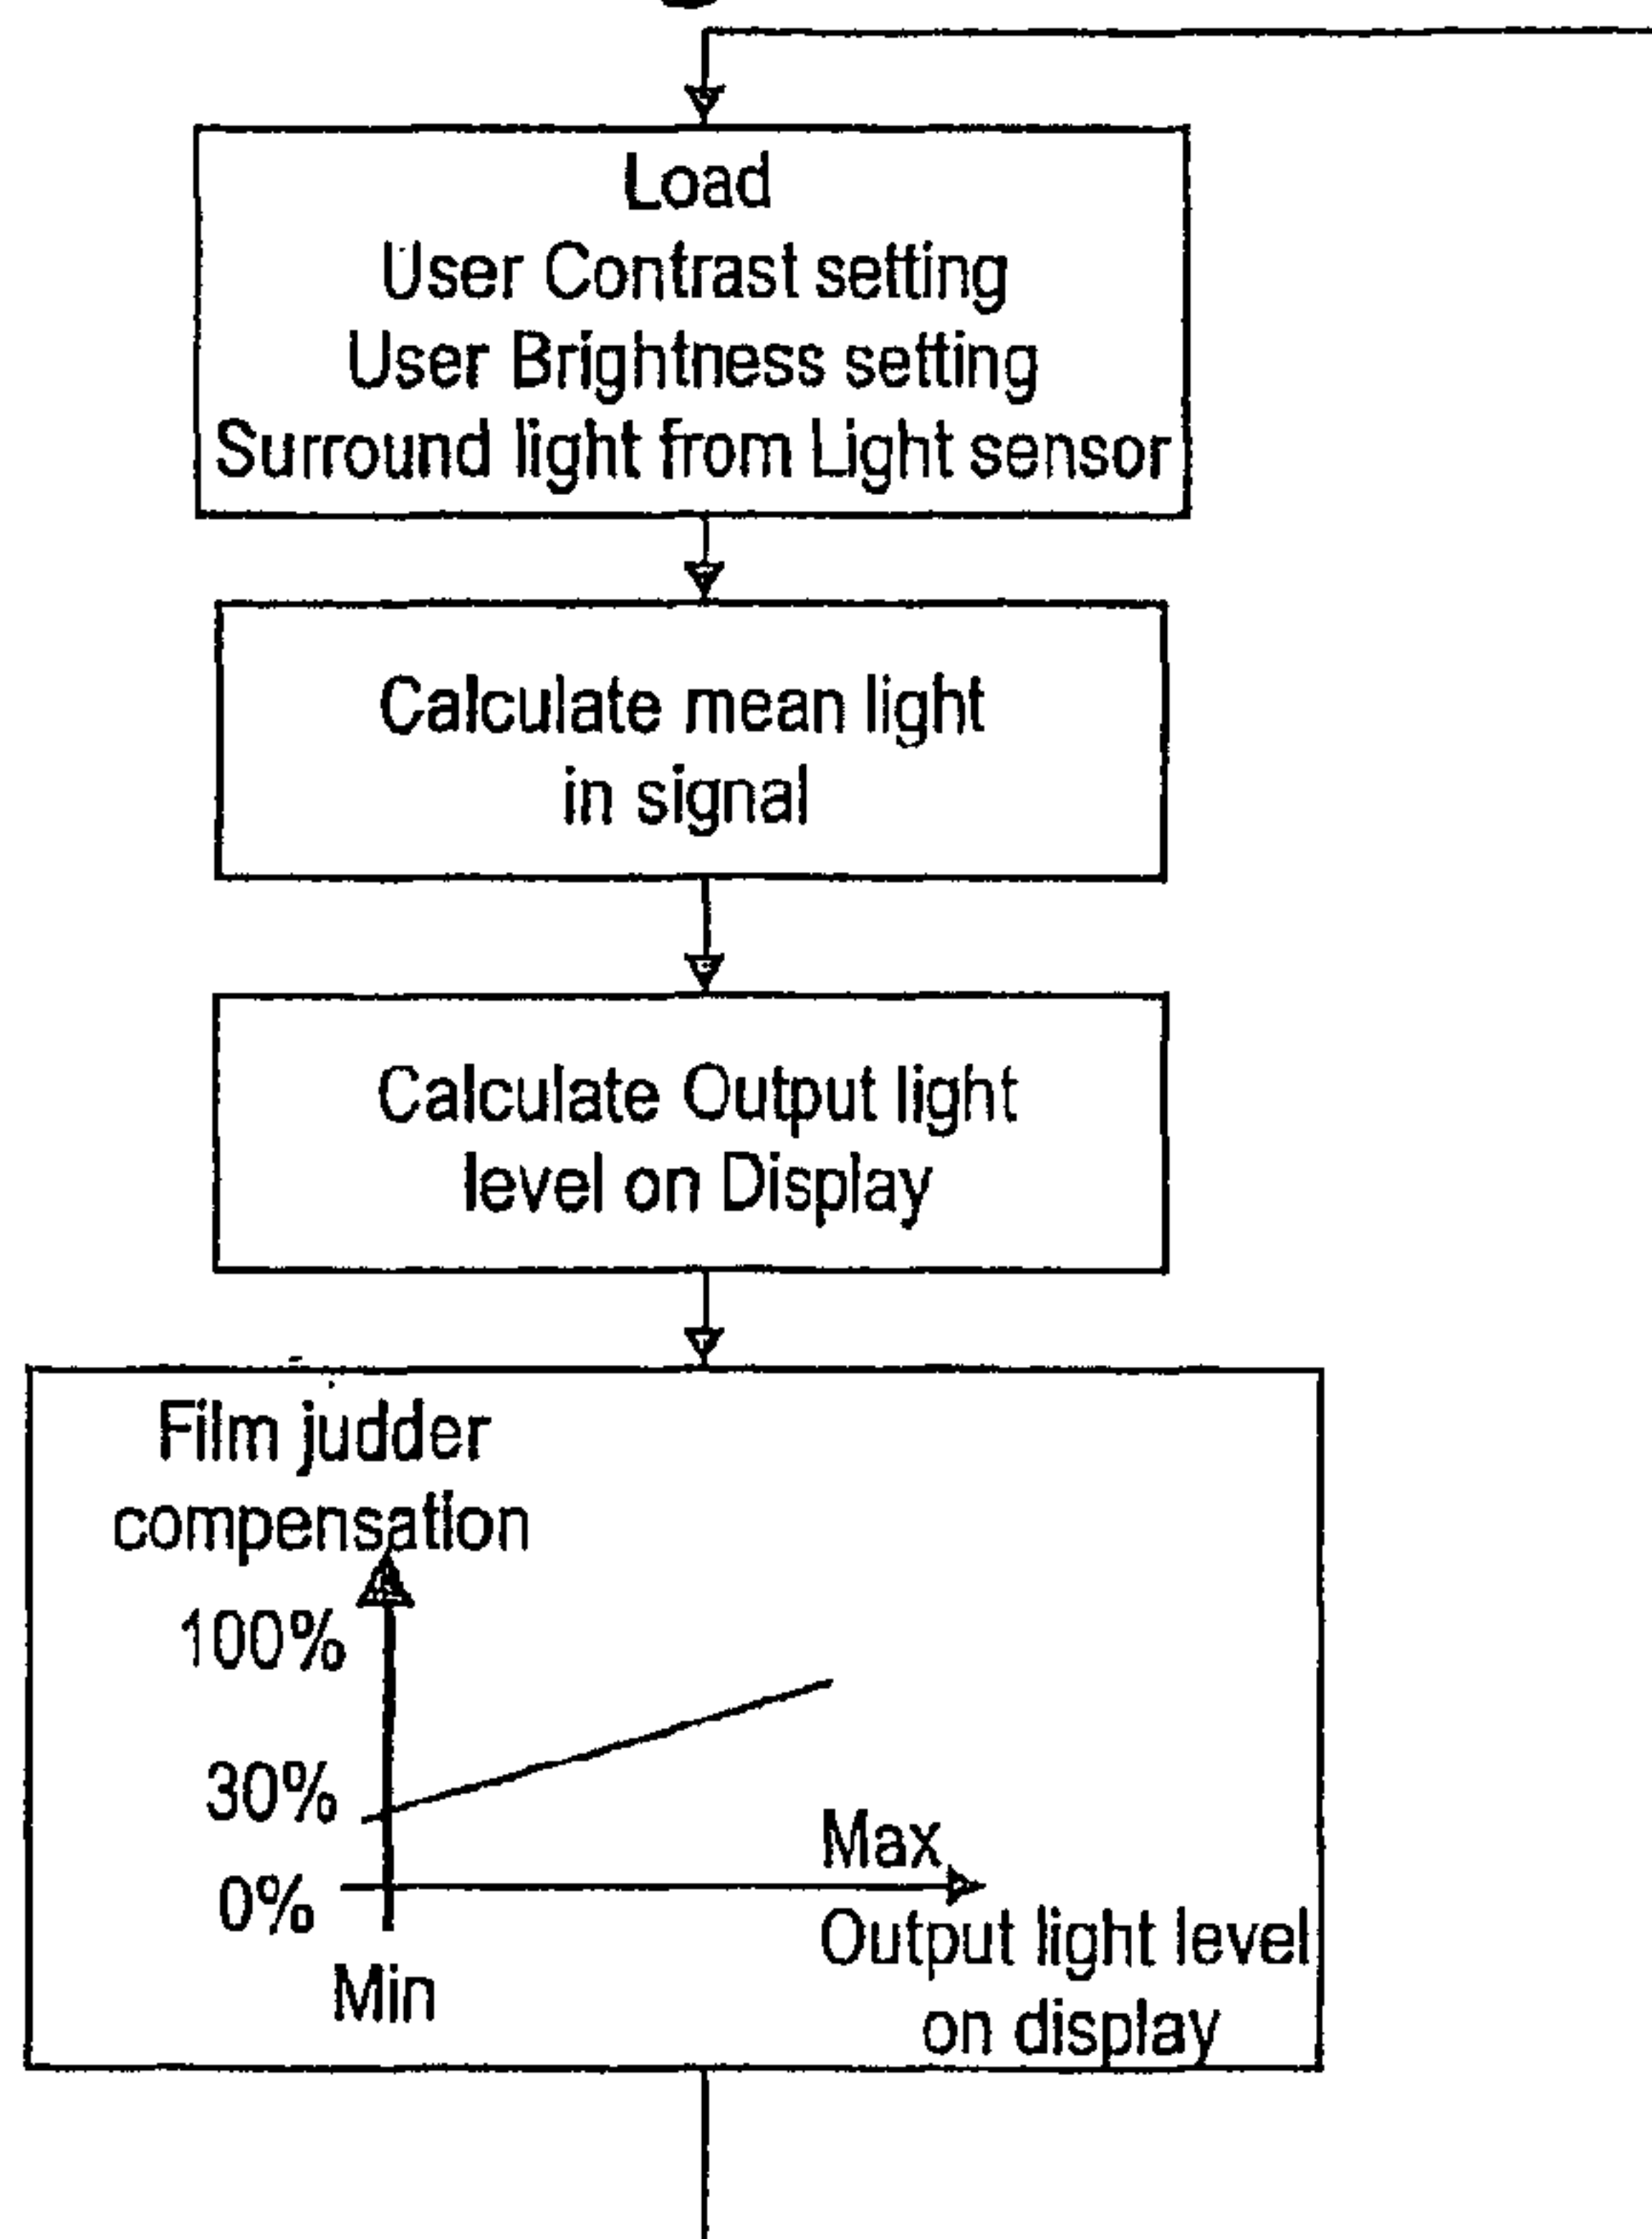 Load
User Contrast setting
User Brightness setting
Surround light from Light sensor
Calculate mean light
in signal
Calculate Output light
level on Display
Film judder
compensation
100%
30%
0%
Min
Max
Output light level
on display